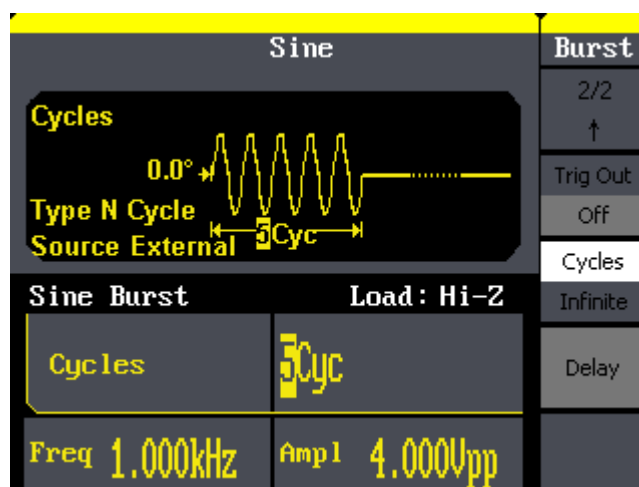 Sine
Burst
2/2
↑
Cycles
0.0°
Type N Cycle
Source External
5Cyc
Trig Out
Off
Cycles
Infinite
Delay
Sine Burst
Load: Hi-Z
Cycles
5Cyc
Freq 1.000kHz
Ampl 4.000Vpp